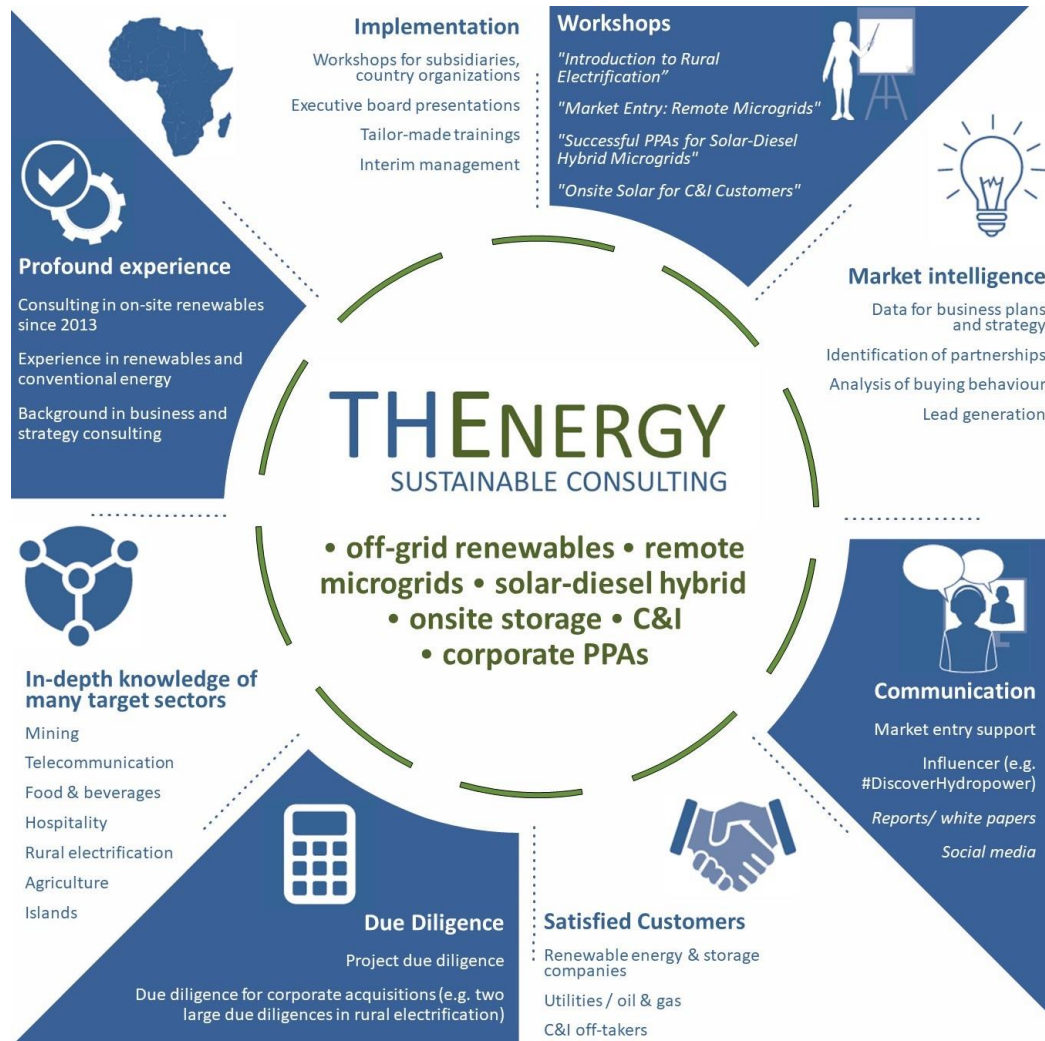 Implementation
Workshops for subsidiaries,
country organizations
Executive board presentations
Tailor-made trainings
Interim management
Workshops
"Introduction to Rural
Electrification”
"Market Entry: Remote Microgrids"
"Successful PPAs for Solar-Diesel
Hybrid Microgrids"
"Onsite Solar for C&I Customers"
Market intelligence
Data for business plans
and strategy
Identification of partnerships
Analysis of buying behaviour
Lead generation
Profound experience
Consulting in on-site renewables
since 2013
Experience in renewables and
conventional energy
Background in business and
strategy consulting
THENERGY
SUSTAINABLE CONSULTING
• off-grid renewables • remote
microgrids • solar-diesel hybrid
• onsite storage • C&I
• corporate PPAs
Communication
Market entry support
Influencer (e.g.
#DiscoverHydropower)
Reports/ white papers
Social media
In-depth knowledge of
many target sectors
Mining
Telecommunication
Food & beverages
Hospitality
Rural electrification
Agriculture
Islands
Due Diligence
Project due diligence
Due diligence for corporate acquisitions (e.g. two
large due diligences in rural electrification)
Satisfied Customers
Renewable energy & storage
companies
Utilities / oil & gas
C&I off-takers